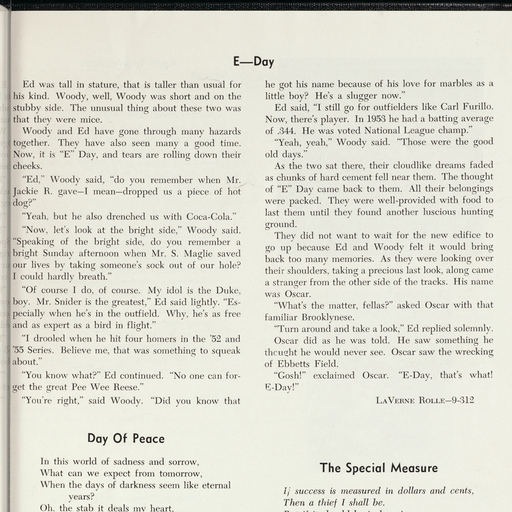 E—Day
Ed was tall in stature, that is taller than usual for
his kind. Woody, well, Woody was short and on the
stubby side. The unusual thing about these two was
that they were mice.
Woody and Ed have gone through many hazards
together. They have also seen many a good time.
Now, it is "E" Day, and tears are rolling down their
cheeks.
"Ed," Woody said, "do you remember when Mr.
Jackie R. gave—I mean—dropped us a piece of hot
dog?"
"Yeah, but he also drenched us with Coca-Cola."
"Now, let's look at the bright side," Woody said.
"Speaking of the bright side, do you remember a
bright Sunday afternoon when Mr. S. Maglie saved
our lives by taking someone's sock out of our hole?
I could hardly breath."
"Of course I do, of course. My idol is the Duke,
boy. Mr. Snider is the greatest," Ed said lightly. "Es-
pecially when he's in the outfield. Why, he's as free
and as expert as a bird in flight."
"I drooled when he hit four homers in the '52 and
'55 Series. Believe me, that was something to squeak
about."
"You know what?" Ed continued. "No one can for-
get the great Pee Wee Reese."
"You're right," said Woody. "Did you know that
he got his name because of his love for marbles as a
little boy? He's a slugger now."
Ed said, "I still go for outfielders like Carl Furillo.
Now, there's player. In 1953 he had a batting average
of .344. He was voted National League champ."
"Yeah, yeah," Woody said. "Those were the good
old days."
As the two sat there, their cloudlike dreams faded
as chunks of hard cement fell near them. The thought
of "E" Day came back to them. All their belongings
were packed. They were well-provided with food to
last them until they found another luscious hunting
ground.
They did not want to wait for the new edifice to
go up because Ed and Woody felt it would bring
back too many memories. As they were looking over
their shoulders, taking a precious last look, along came
a stranger from the other side of the tracks. His name
was Oscar.
"What's the matter, fellas?" asked Oscar with that
familiar Brooklynese.
"Turn around and take a look," Ed replied solemnly.
Oscar did as he was told. He saw something he
thought he would never see. Oscar saw the wrecking
of Ebbetts Field.
"Gosh!" exclaimed Oscar. "E-Day, that's what!
E-Day!"
LaVerne Rolle—9-312
Day Of Peace
In this world of sadness and sorrow,
What can we expect from tomorrow,
When the days of darkness seem like eternal
years?
Oh, the stab it deals my heart,
The Special Measure
If success is measured in dollars and cents,
Then a thief I shall be.